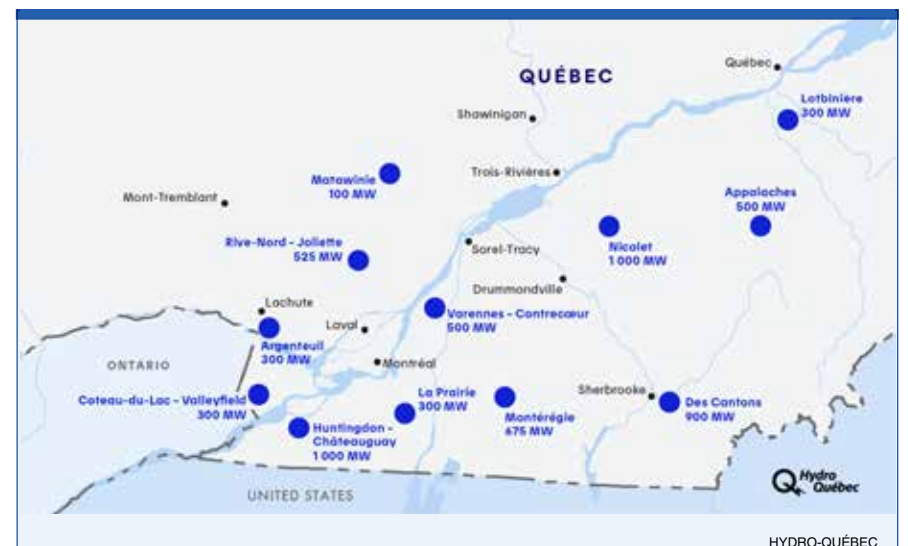 QUÉBEC
Québec
Lotbinière
300 MW
Shawinigan
Matawinie
100 MW
Trois-Rivières
Mont-Tremblant
Appalaches
500 MW
Rive-Nord - Joliette
525 MW
Sorel-Tracy
Nicolet
1 000 MW
Drummondville
Lachute
Varennes - Contrecœur
500 MW
Laval
Argenteuil
300 MW
ONTARIO
Montréal
Coteau-du-Lac - Valleyfield
300 MW
La Prairie
300 MW
Sherbrooke
Montérégie
675 MW
Des Cantons
900 MW
Huntingdon -
Châteauguay
1 000 MW
Hydro
Québec
UNITED STATES
HYDRO-QUÉBEC